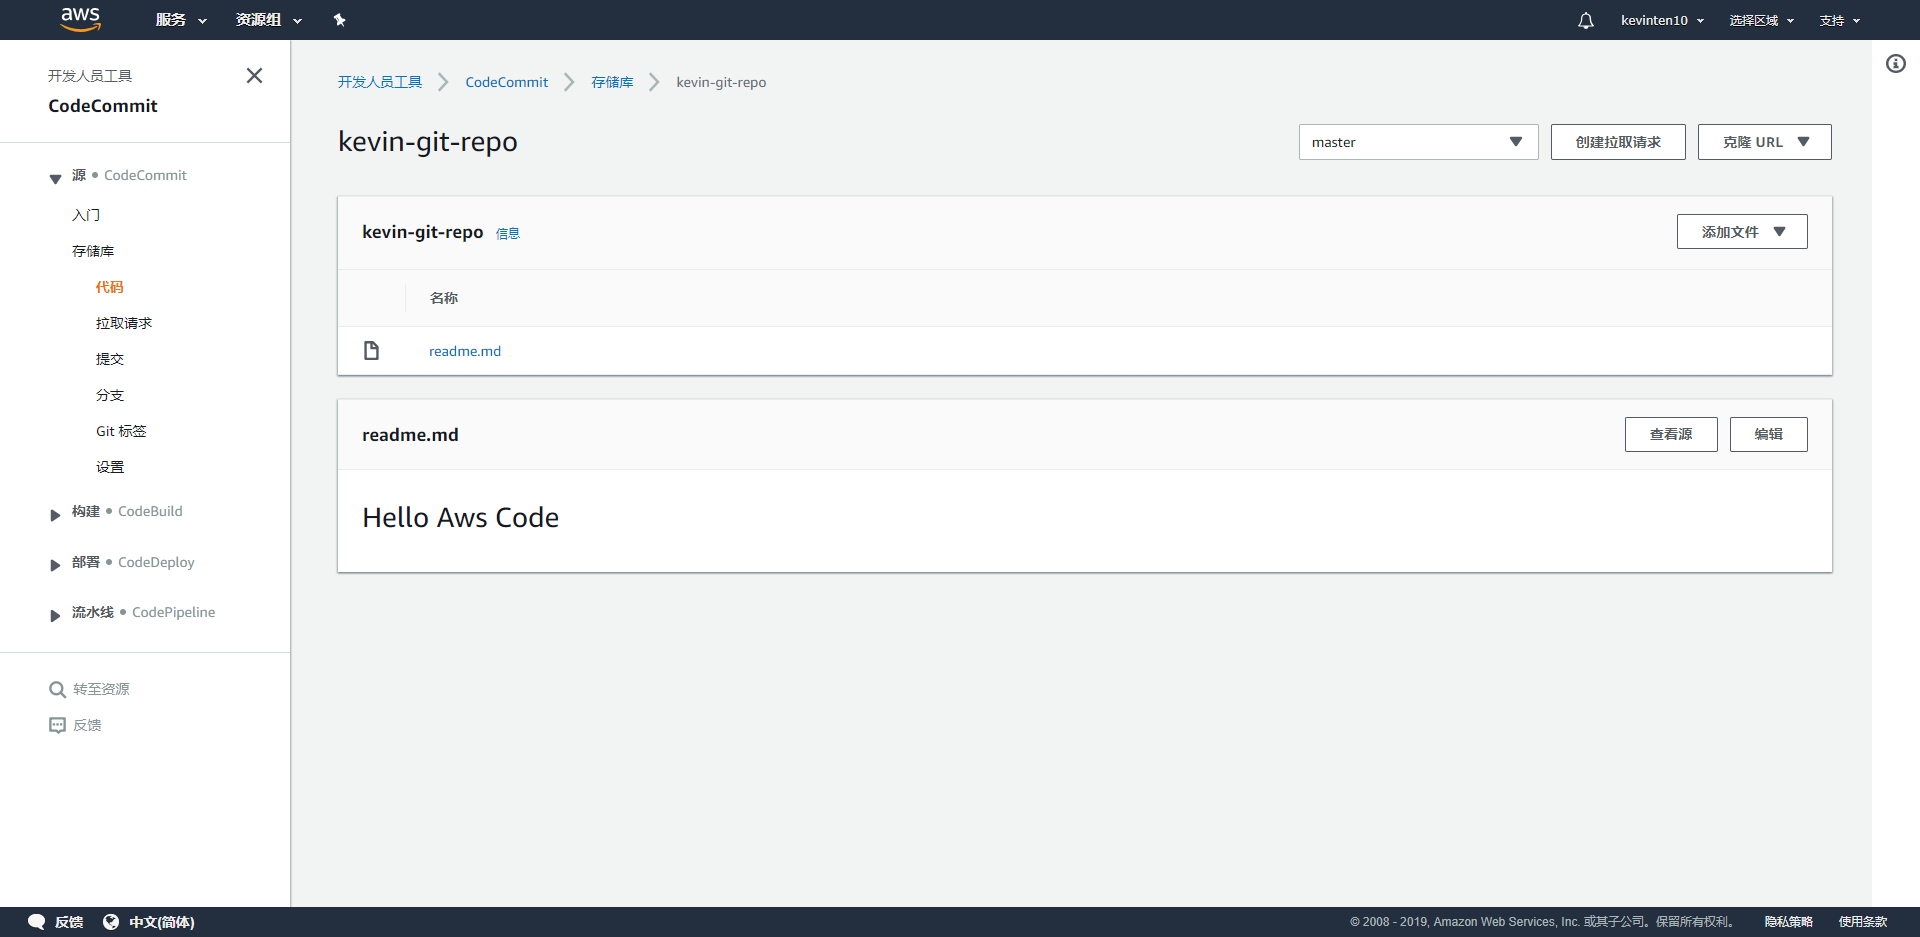 aws 服务 资源组 kevinten10 选择区域 支持
开发人员工具
CodeCommit
源 • CodeCommit
入门
存储库
代码
拉取请求
提交
分支
Git 标签
设置
构建 • CodeBuild
部署 • CodeDeploy
流水线 • CodePipeline
转至资源
反馈
开发人员工具 CodeCommit 存储库 kevin-git-repo
kevin-git-repo master 创建拉取请求 克隆 URL
kevin-git-repo 信息 添加文件
名称
readme.md
readme.md 查看源 编辑
Hello Aws Code
反馈 中文(简体) © 2008 - 2019, Amazon Web Services, Inc. 或其子公司。保留所有权利。 隐私策略 使用条款